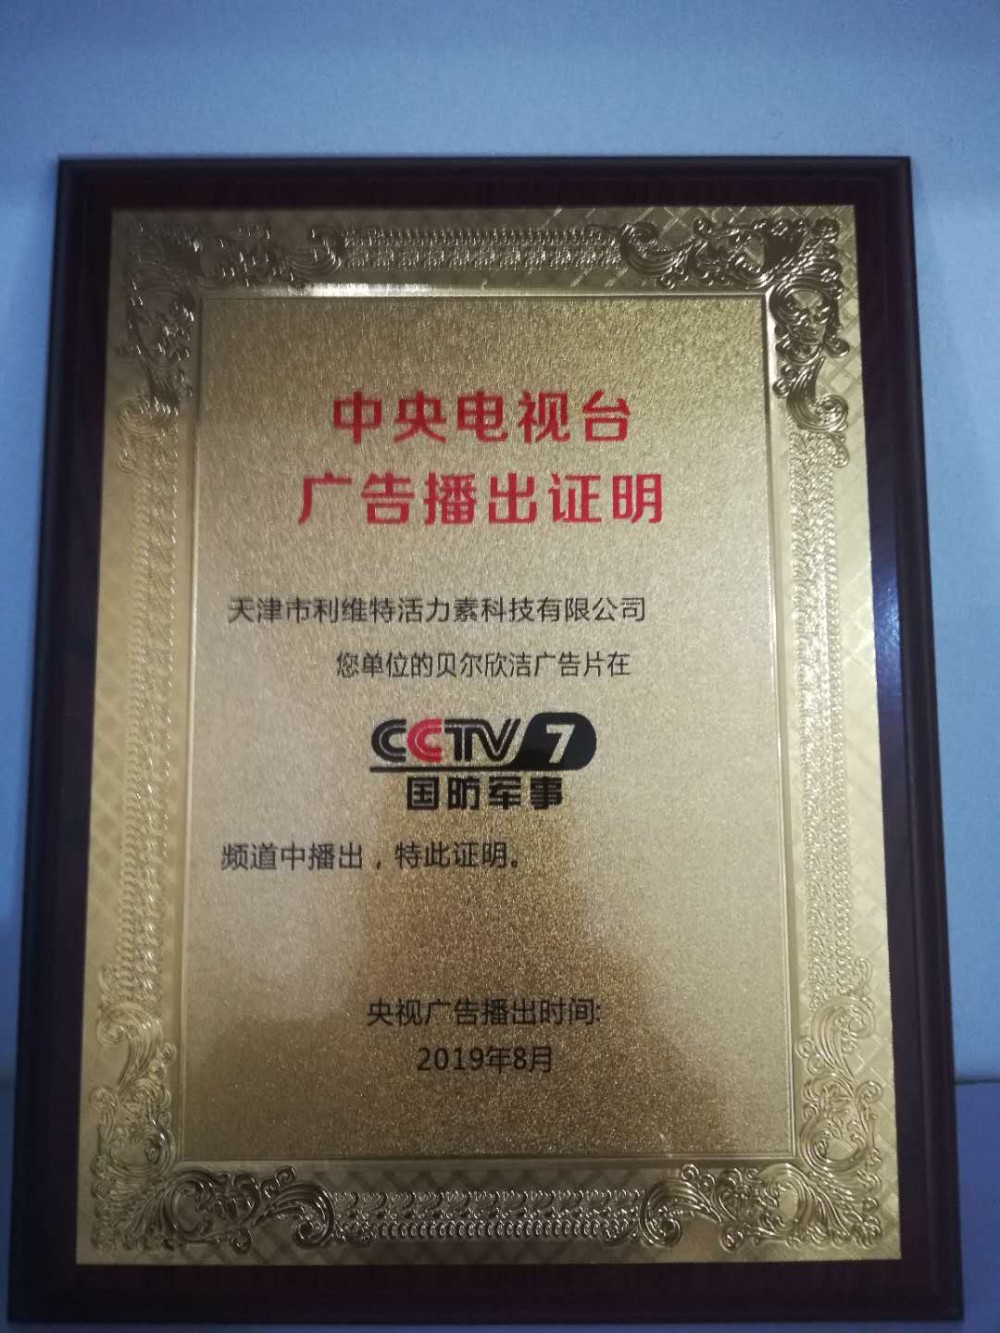 中央电视台
广告播出证明
天津市利维特活力素科技有限公司
您单位的贝尔欣洁广告片在
CCTV 7
国防军事
频道中播出，特此证明。
央视广告播出时间:
2019年8月